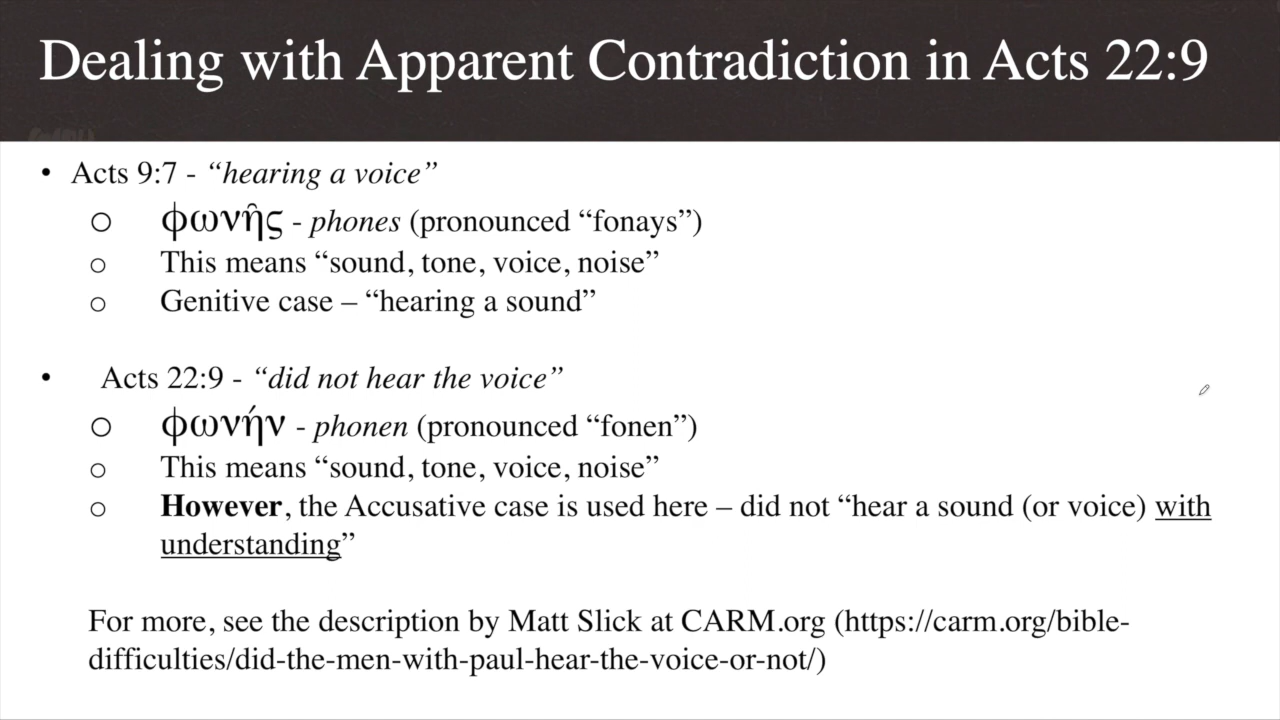 Dealing with Apparent Contradiction in Acts 22:9
• Acts 9:7 - “hearing a voice”
o φωνῆς - phones (pronounced “fonays”)
o This means “sound, tone, voice, noise”
o Genitive case – “hearing a sound”
• Acts 22:9 - “did not hear the voice”
o φωνήν - phonen (pronounced “fonen”)
o This means “sound, tone, voice, noise”
o However, the Accusative case is used here – did not “hear a sound (or voice) with
understanding”
For more, see the description by Matt Slick at CARM.org (https://carm.org/bible-
difficulties/did-the-men-with-paul-hear-the-voice-or-not/)